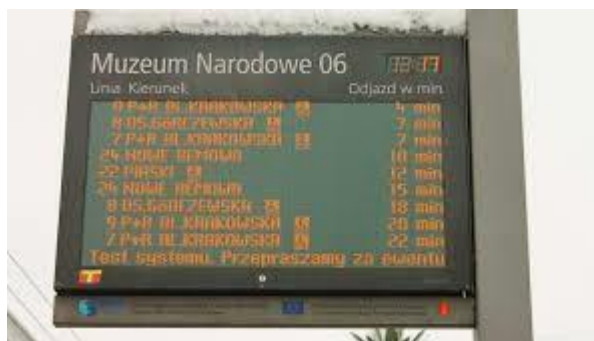 Muzeum Narodowe 06
Linia Kierunek Odjazd w min
9 P+R AL.KRAKOWSKA 4 min
8 OS.GÓRCZEWSKA 7 min
7 P+R AL.KRAKOWSKA 7 min
24 NOWE BEMOWO 10 min
22 PIASKI 12 min
24 NOWE BEMOWO 15 min
8 OS.GÓRCZEWSKA 18 min
9 P+R AL.KRAKOWSKA 20 min
7 P+R AL.KRAKOWSKA 22 min
Test systemu. Przepraszamy za ewentu